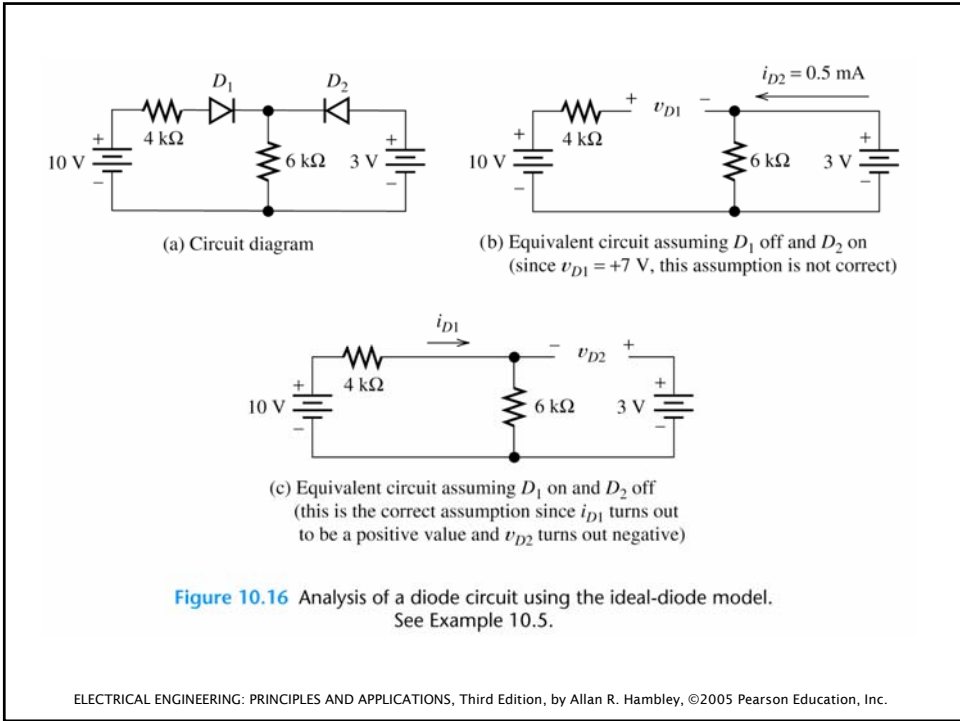 D1
D2
+
4 kΩ
+
10 V
6 kΩ
3 V
−
−
(a) Circuit diagram
iD2 = 0.5 mA
+
vD1
−
+
4 kΩ
+
10 V
6 kΩ
3 V
−
−
(b) Equivalent circuit assuming D1 off and D2 on
(since vD1 = +7 V, this assumption is not correct)
iD1
−
vD2
+
+
4 kΩ
+
10 V
6 kΩ
3 V
−
−
(c) Equivalent circuit assuming D1 on and D2 off
(this is the correct assumption since iD1 turns out
to be a positive value and vD2 turns out negative)
Figure 10.16 Analysis of a diode circuit using the ideal-diode model.
See Example 10.5.
ELECTRICAL ENGINEERING: PRINCIPLES AND APPLICATIONS, Third Edition, by Allan R. Hambley, ©2005 Pearson Education, Inc.